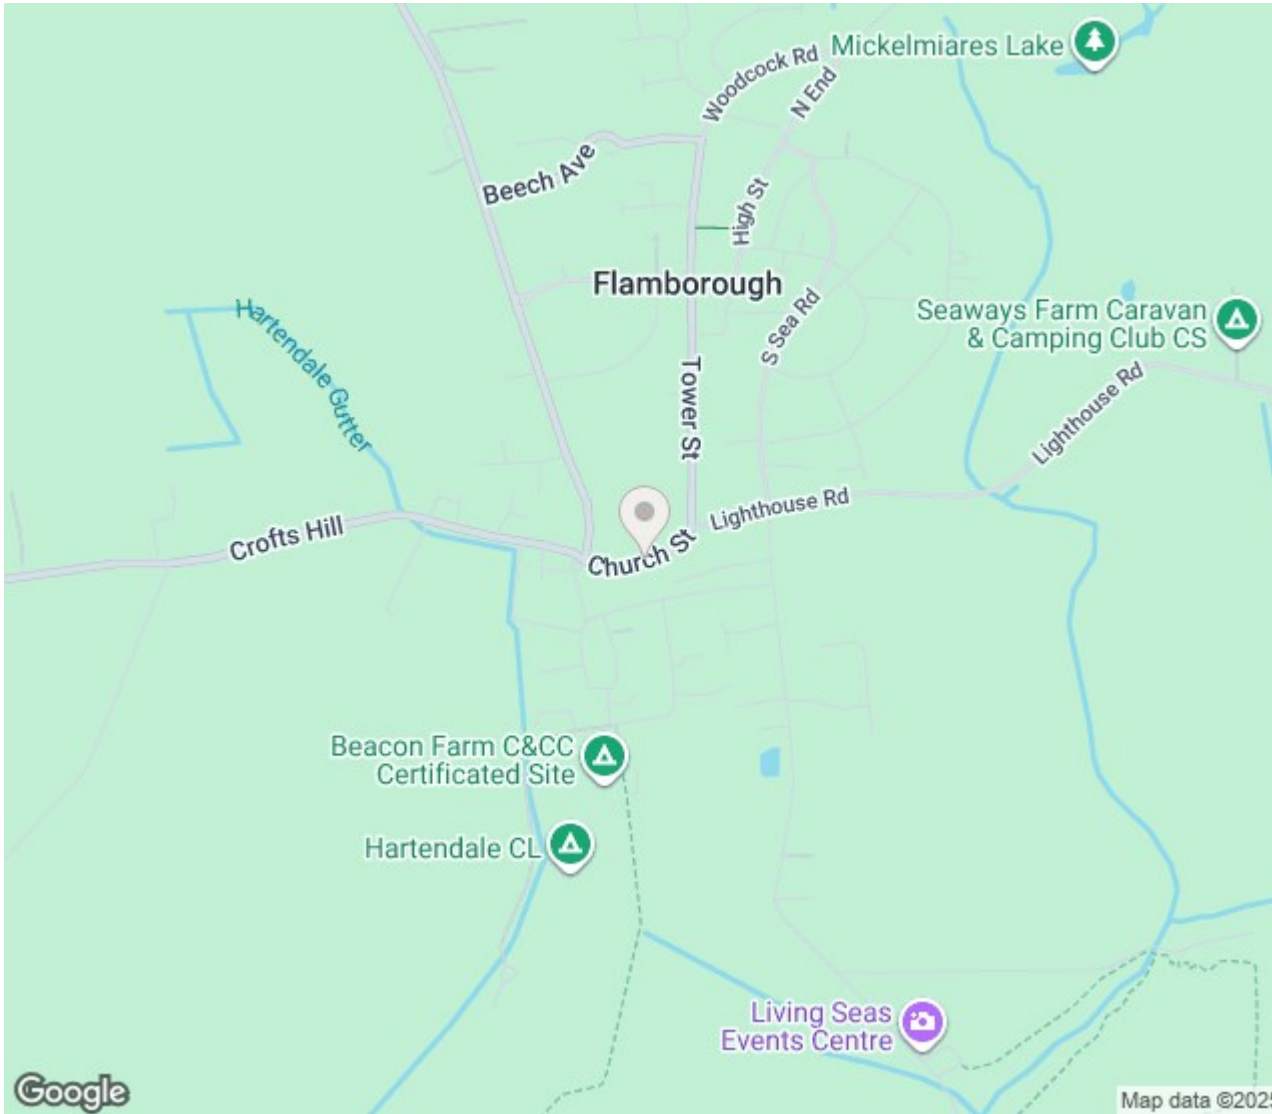 Mickelmiares Lake
Woodcock Rd
N End
Beech Ave
High St
Flamborough
Hartendale Gutter
S Sea Rd
Seaways Farm Caravan
& Camping Club CS
Tower St
Lighthouse Rd
Lighthouse Rd
Crofts Hill
Church St
Beacon Farm C&CC
Certificated Site
Hartendale CL
Living Seas
Events Centre
Google
Map data ©2025